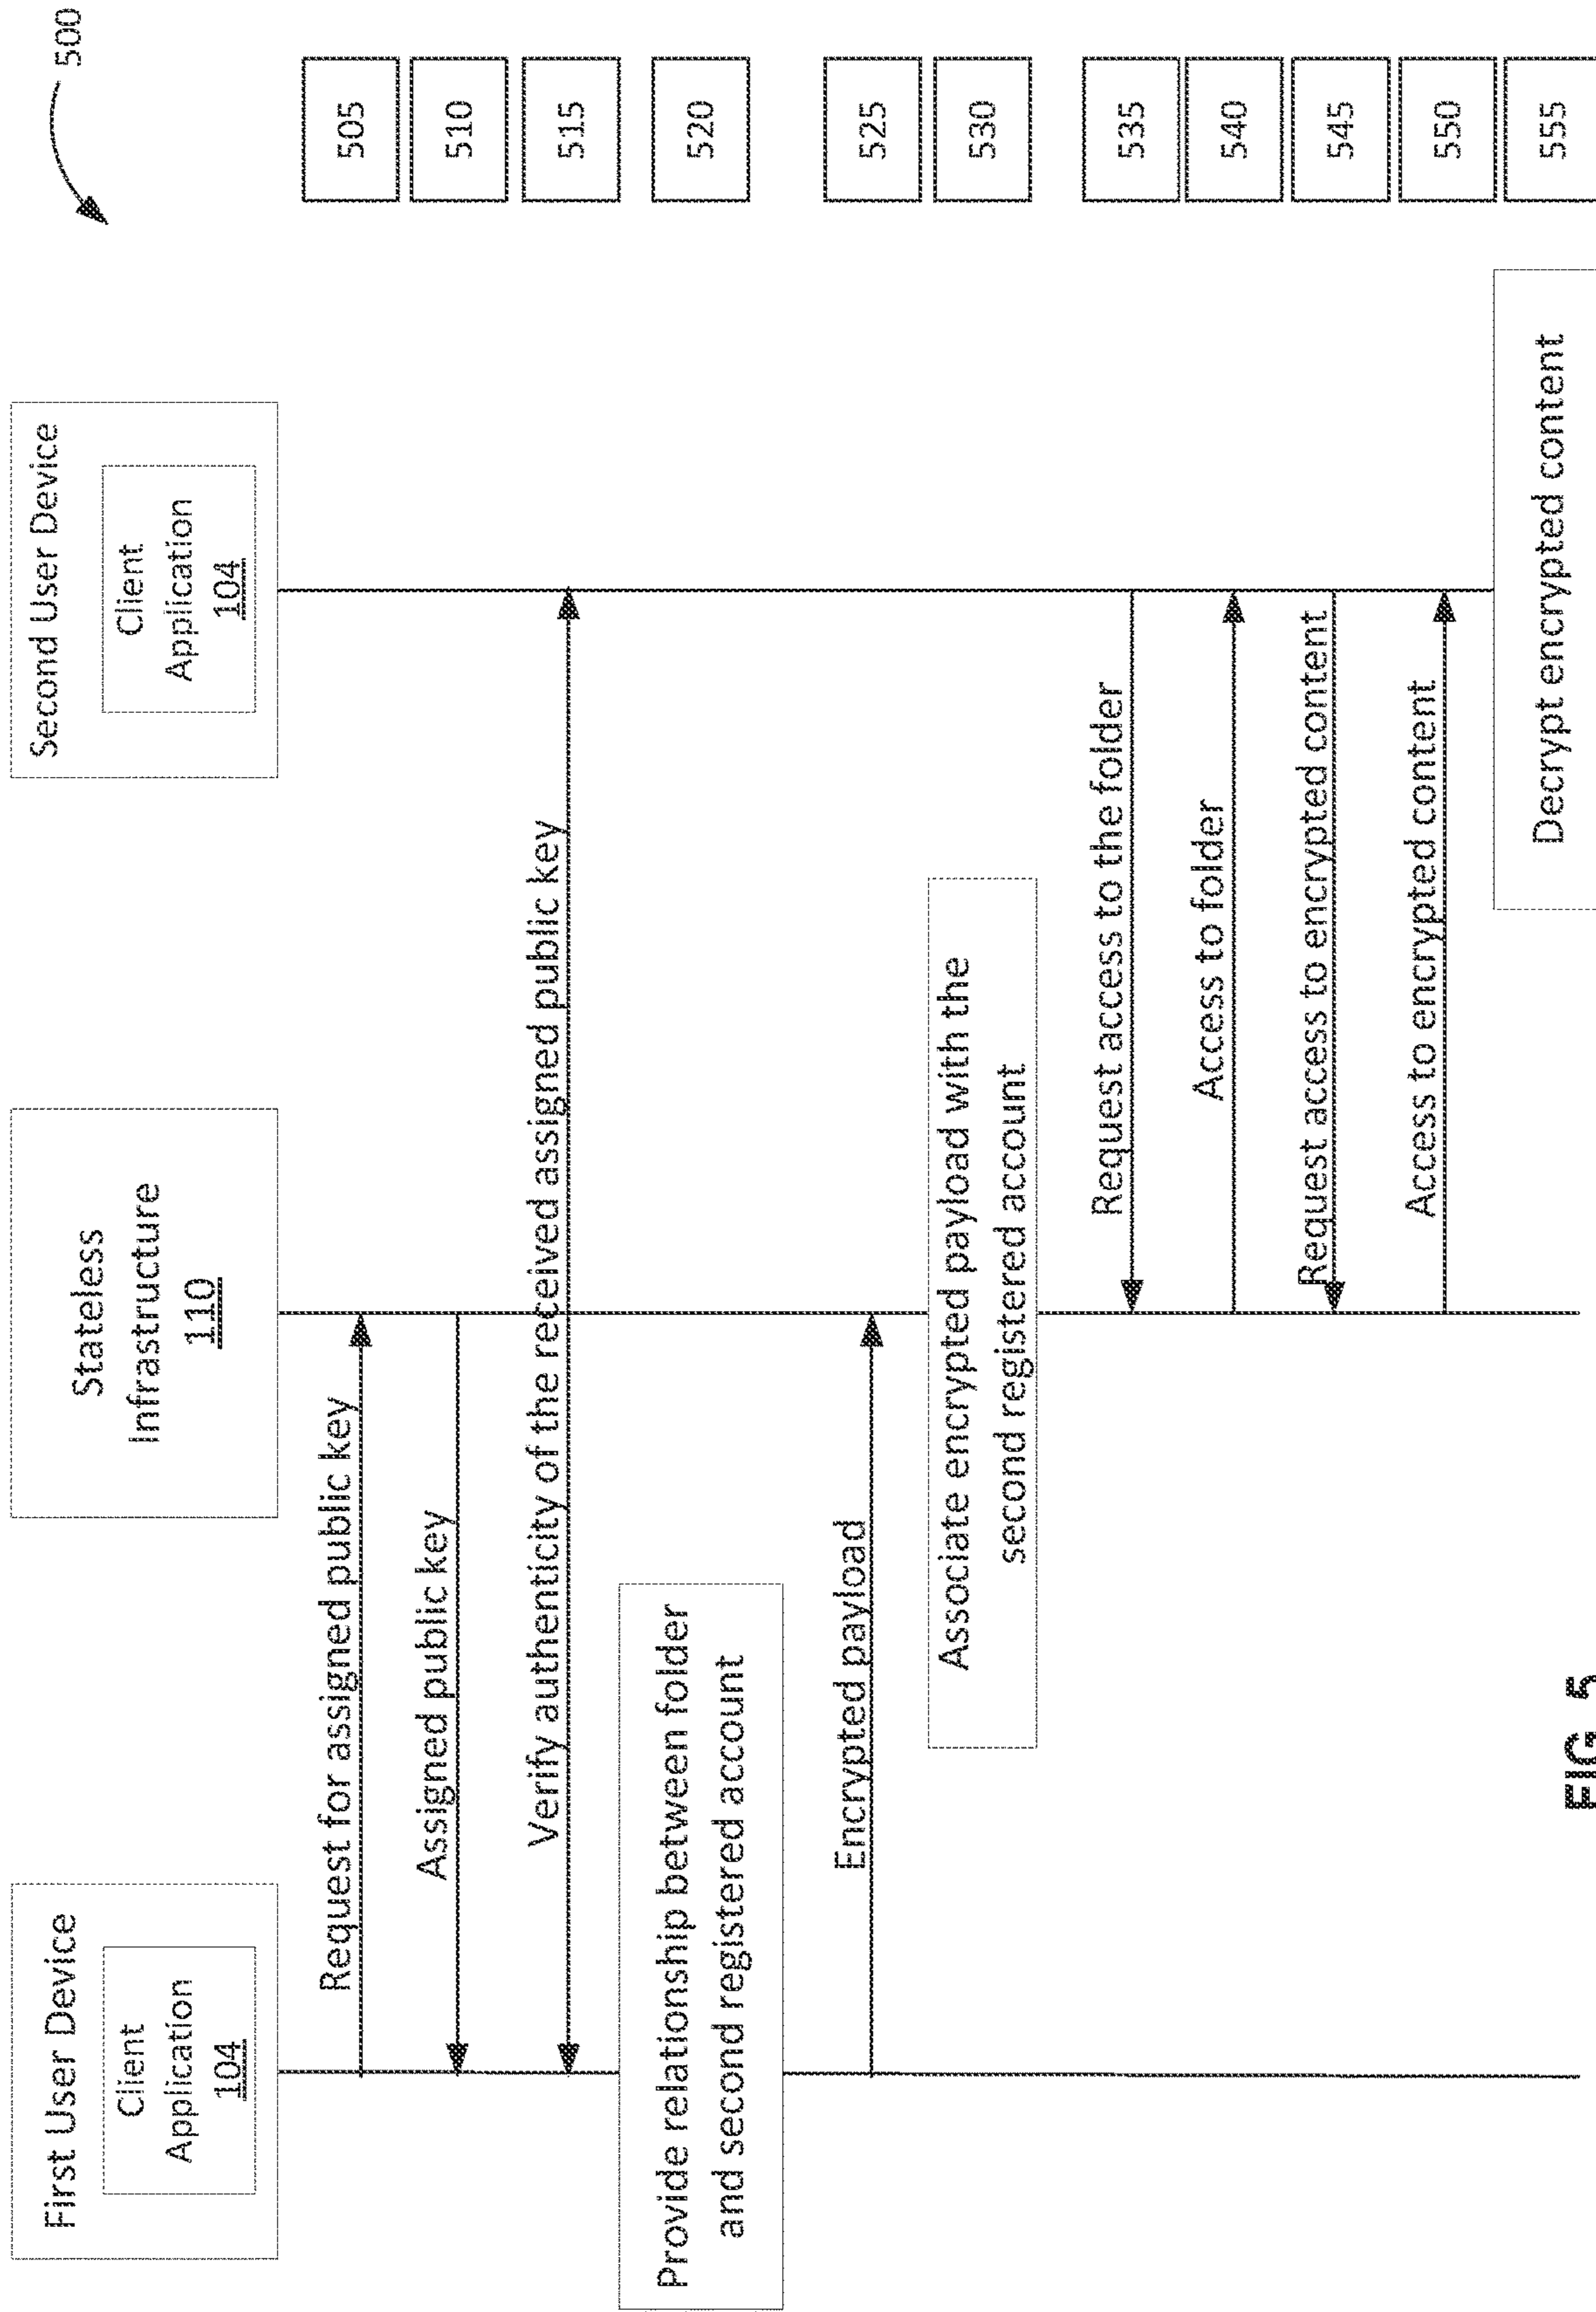 500
First User Device
Client
Application
104
Stateless
Infrastructure
110
Second User Device
Client
Application
104
Request for assigned public key
505
Assigned public key
510
Verify authenticity of the received assigned public key
515
Provide relationship between folder
and second registered account
520
Encrypted payload
525
Associate encrypted payload with the
second registered account
530
Request access to the folder
535
Access to folder
540
Request access to encrypted content
545
Access to encrypted content
550
Decrypt encrypted content
555
FIG. 5